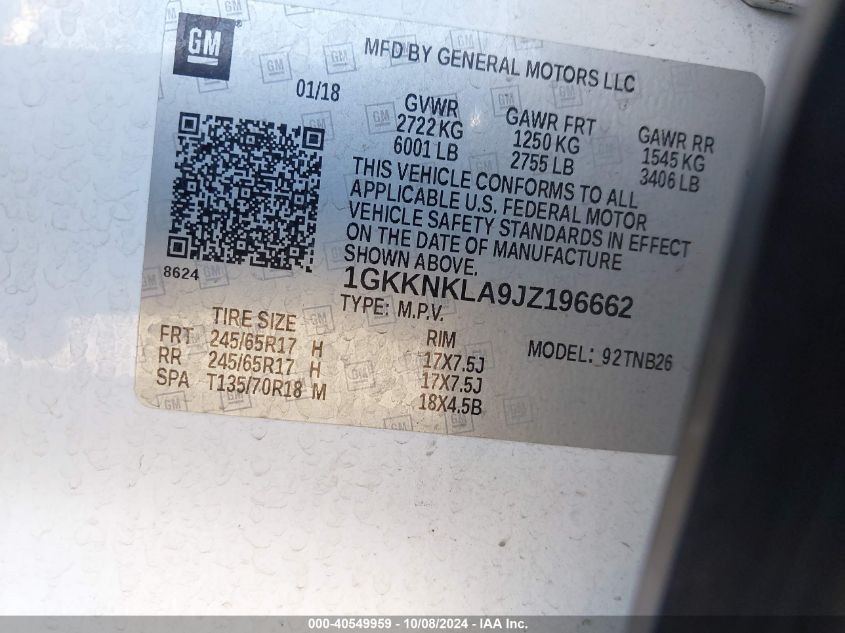 GM
MFD BY GENERAL MOTORS LLC
01/18
GVWR GAWR FRT GAWR RR
2722 KG 1250 KG 1545 KG
6001 LB 2755 LB 3406 LB
THIS VEHICLE CONFORMS TO ALL
APPLICABLE U.S. FEDERAL MOTOR
VEHICLE SAFETY STANDARDS IN EFFECT
ON THE DATE OF MANUFACTURE
SHOWN ABOVE.
8624
1GKKNKLA9JZ196662
TYPE: M.P.V.
MODEL: 92TNB26
TIRE SIZE RIM
FRT 245/65R17 H 17X7.5J
RR 245/65R17 H 17X7.5J
SPA T135/70R18 M 18X4.5B
000-40549959 - 10/08/2024 - IAA Inc.